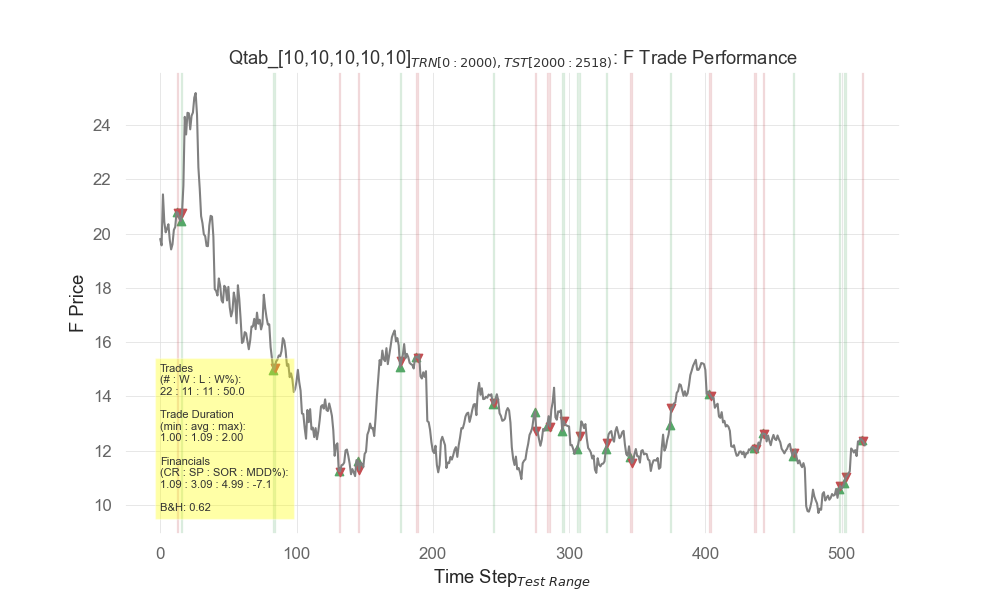 Qtab_[10,10,10,10,10]TRN[0 : 2000), TST[2000 : 2518): F Trade Performance
F Price
24
22
20
18
16
14
12
10
Trades
(# : W : L : W%):
22 : 11 : 11 : 50.0
Trade Duration
(min : avg : max):
1.00 : 1.09 : 2.00
Financials
(CR : SP : SOR : MDD%):
1.09 : 3.09 : 4.99 : -7.1
B&H: 0.62
0 100 200 300 400 500
Time StepTest Range